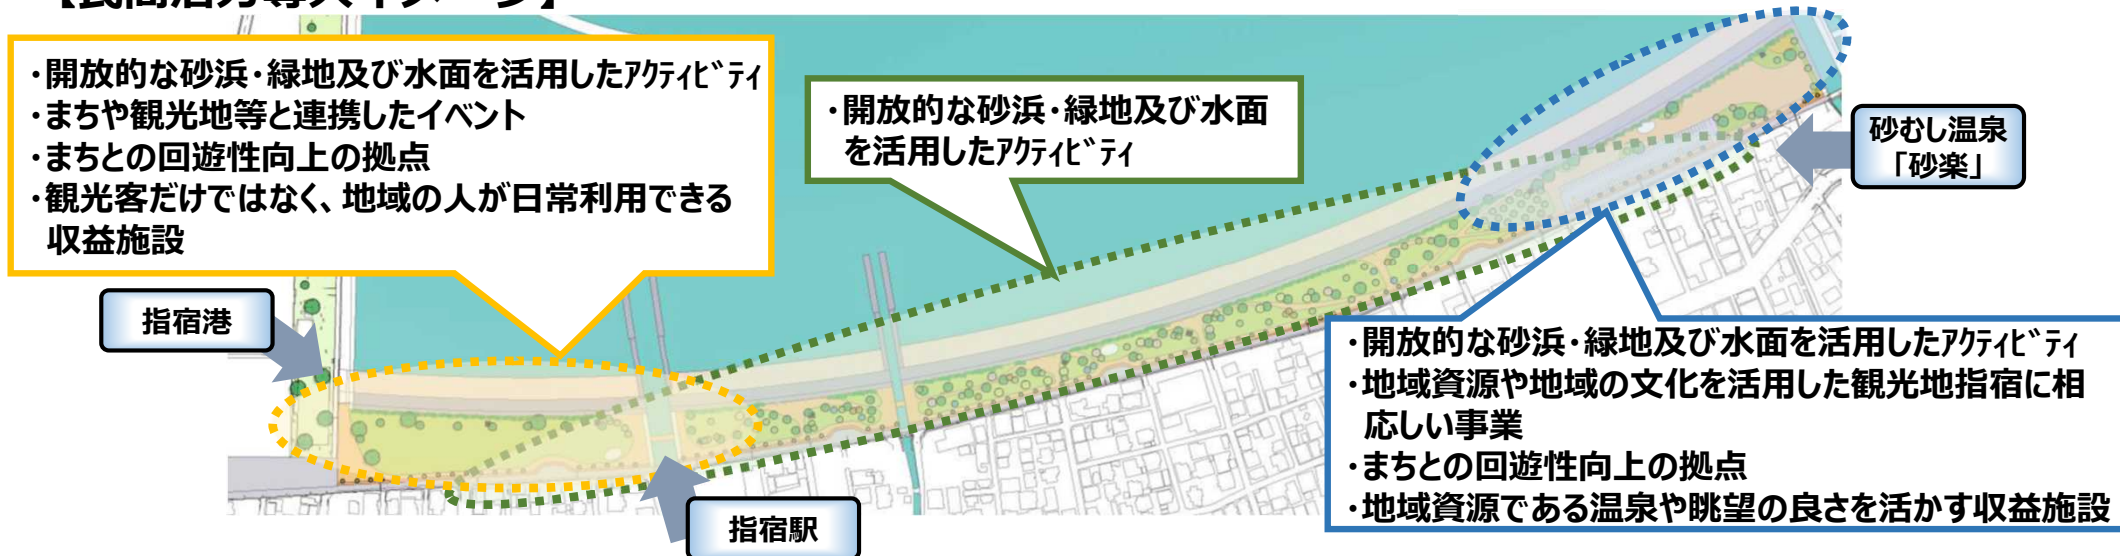 【民間活力導入イメージ】
・開放的な砂浜・緑地及び水面を活用したｱｸﾃｨﾋﾞﾃｨ
・まちや観光地等と連携したイベント
・まちとの回遊性向上の拠点
・観光客だけではなく、地域の人が日常利用できる
収益施設
・開放的な砂浜・緑地及び水面
を活用したｱｸﾃｨﾋﾞﾃｨ
砂むし温泉
「砂楽」
指宿港
・開放的な砂浜・緑地及び水面を活用したｱｸﾃｨﾋﾞﾃｨ
・地域資源や地域の文化を活用した観光地指宿に相
応しい事業
・まちとの回遊性向上の拠点
・地域資源である温泉や眺望の良さを活かす収益施設
指宿駅